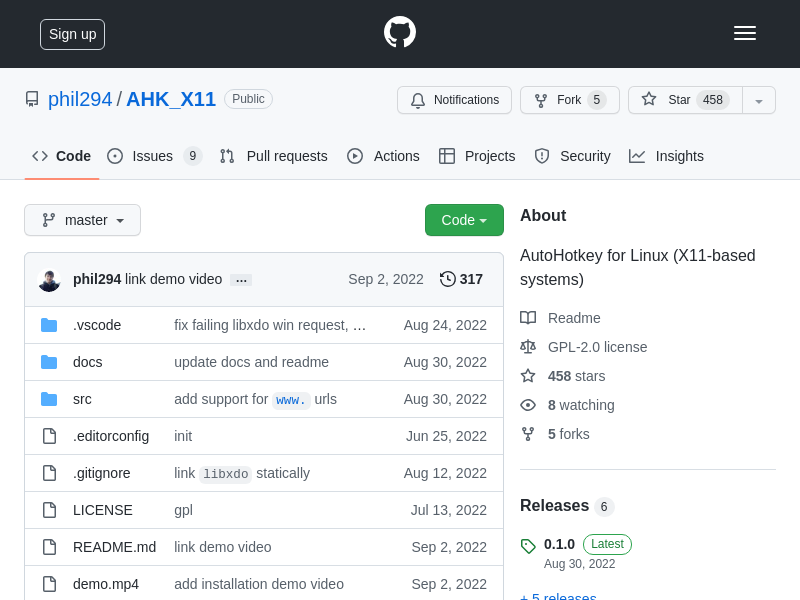 Sign up
phil294 / AHK_X11 Public
Notifications Fork 5 Star 458
Code Issues 9 Pull requests Actions Projects Security Insights
master Code
phil294 link demo video ... Sep 2, 2022 317
.vscode fix failing libxdo win request, … Aug 24, 2022
docs update docs and readme Aug 30, 2022
src add support for www. urls Aug 30, 2022
.editorconfig init Jun 25, 2022
.gitignore link libxdo statically Aug 12, 2022
LICENSE gpl Jul 13, 2022
README.md link demo video Sep 2, 2022
demo.mp4 add installation demo video Sep 2, 2022
About
AutoHotkey for Linux (X11-based
systems)
Readme
GPL-2.0 license
458 stars
8 watching
5 forks
Releases 6
0.1.0 Latest
Aug 30, 2022
+ 5 releases